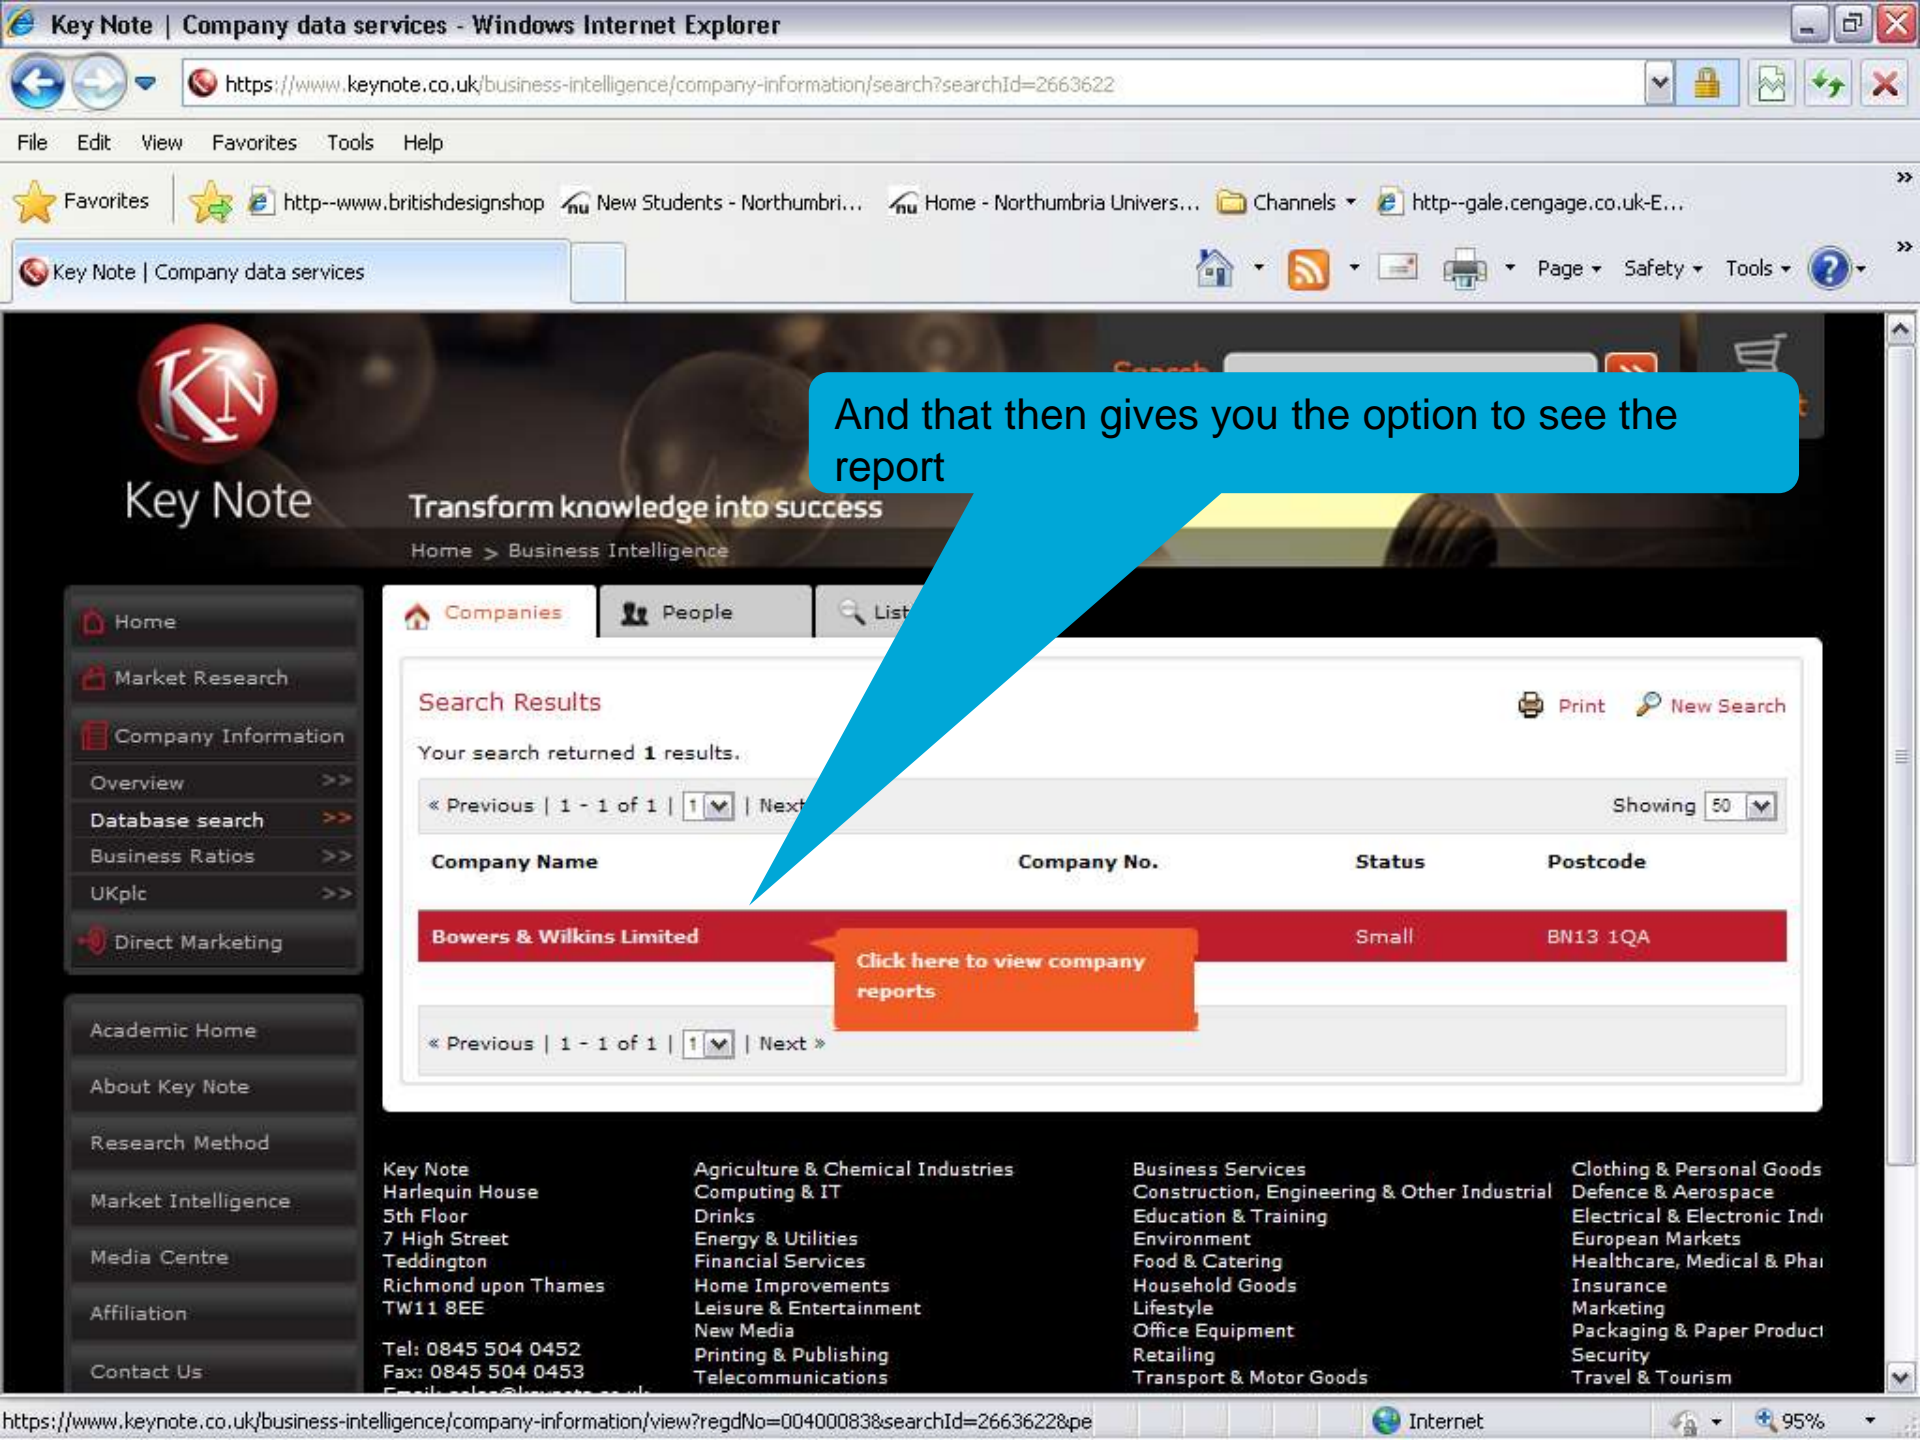 Key Note | Company data services - Windows Internet Explorer
https://www.keynote.co.uk/business-intelligence/company-information/search?searchId=2663622
File Edit View Favorites Tools Help
Favorites http--www.britishdesignshop New Students - Northumbri... Home - Northumbria Univers... Channels http--gale.cengage.co.uk-E...
Key Note | Company data services
Page Safety Tools
KN
Search
And that then gives you the option to see the
report
Key Note
Transform knowledge into success
Home > Business Intelligence
Companies People List
Home
Market Research
Company Information
Overview >>
Database search >>
Business Ratios >>
UKplc >>
Direct Marketing
Academic Home
About Key Note
Research Method
Market Intelligence
Media Centre
Affiliation
Contact Us
Search Results
Print New Search
Your search returned 1 results.
« Previous | 1 - 1 of 1 | 1 | Next
Showing 50
Company Name Company No. Status Postcode
Bowers & Wilkins Limited Small BN13 1QA
Click here to view company
reports
« Previous | 1 - 1 of 1 | 1 | Next »
Key Note
Harlequin House
5th Floor
7 High Street
Teddington
Richmond upon Thames
TW11 8EE
Tel: 0845 504 0452
Fax: 0845 504 0453
Agriculture & Chemical Industries
Computing & IT
Drinks
Energy & Utilities
Financial Services
Home Improvements
Leisure & Entertainment
New Media
Printing & Publishing
Telecommunications
Business Services
Construction, Engineering & Other Industrial
Education & Training
Environment
Food & Catering
Household Goods
Lifestyle
Office Equipment
Retailing
Transport & Motor Goods
Clothing & Personal Goods
Defence & Aerospace
Electrical & Electronic Indu
European Markets
Healthcare, Medical & Phar
Insurance
Marketing
Packaging & Paper Product
Security
Travel & Tourism
https://www.keynote.co.uk/business-intelligence/company-information/view?regdNo=00400083&searchId=2663622&pe
Internet
95%